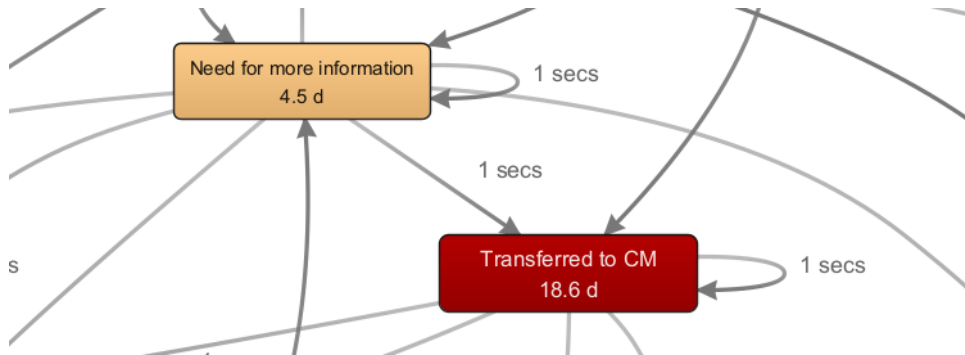 Need for more information
4.5 d
1 secs
1 secs
s
Transferred to CM
18.6 d
1 secs